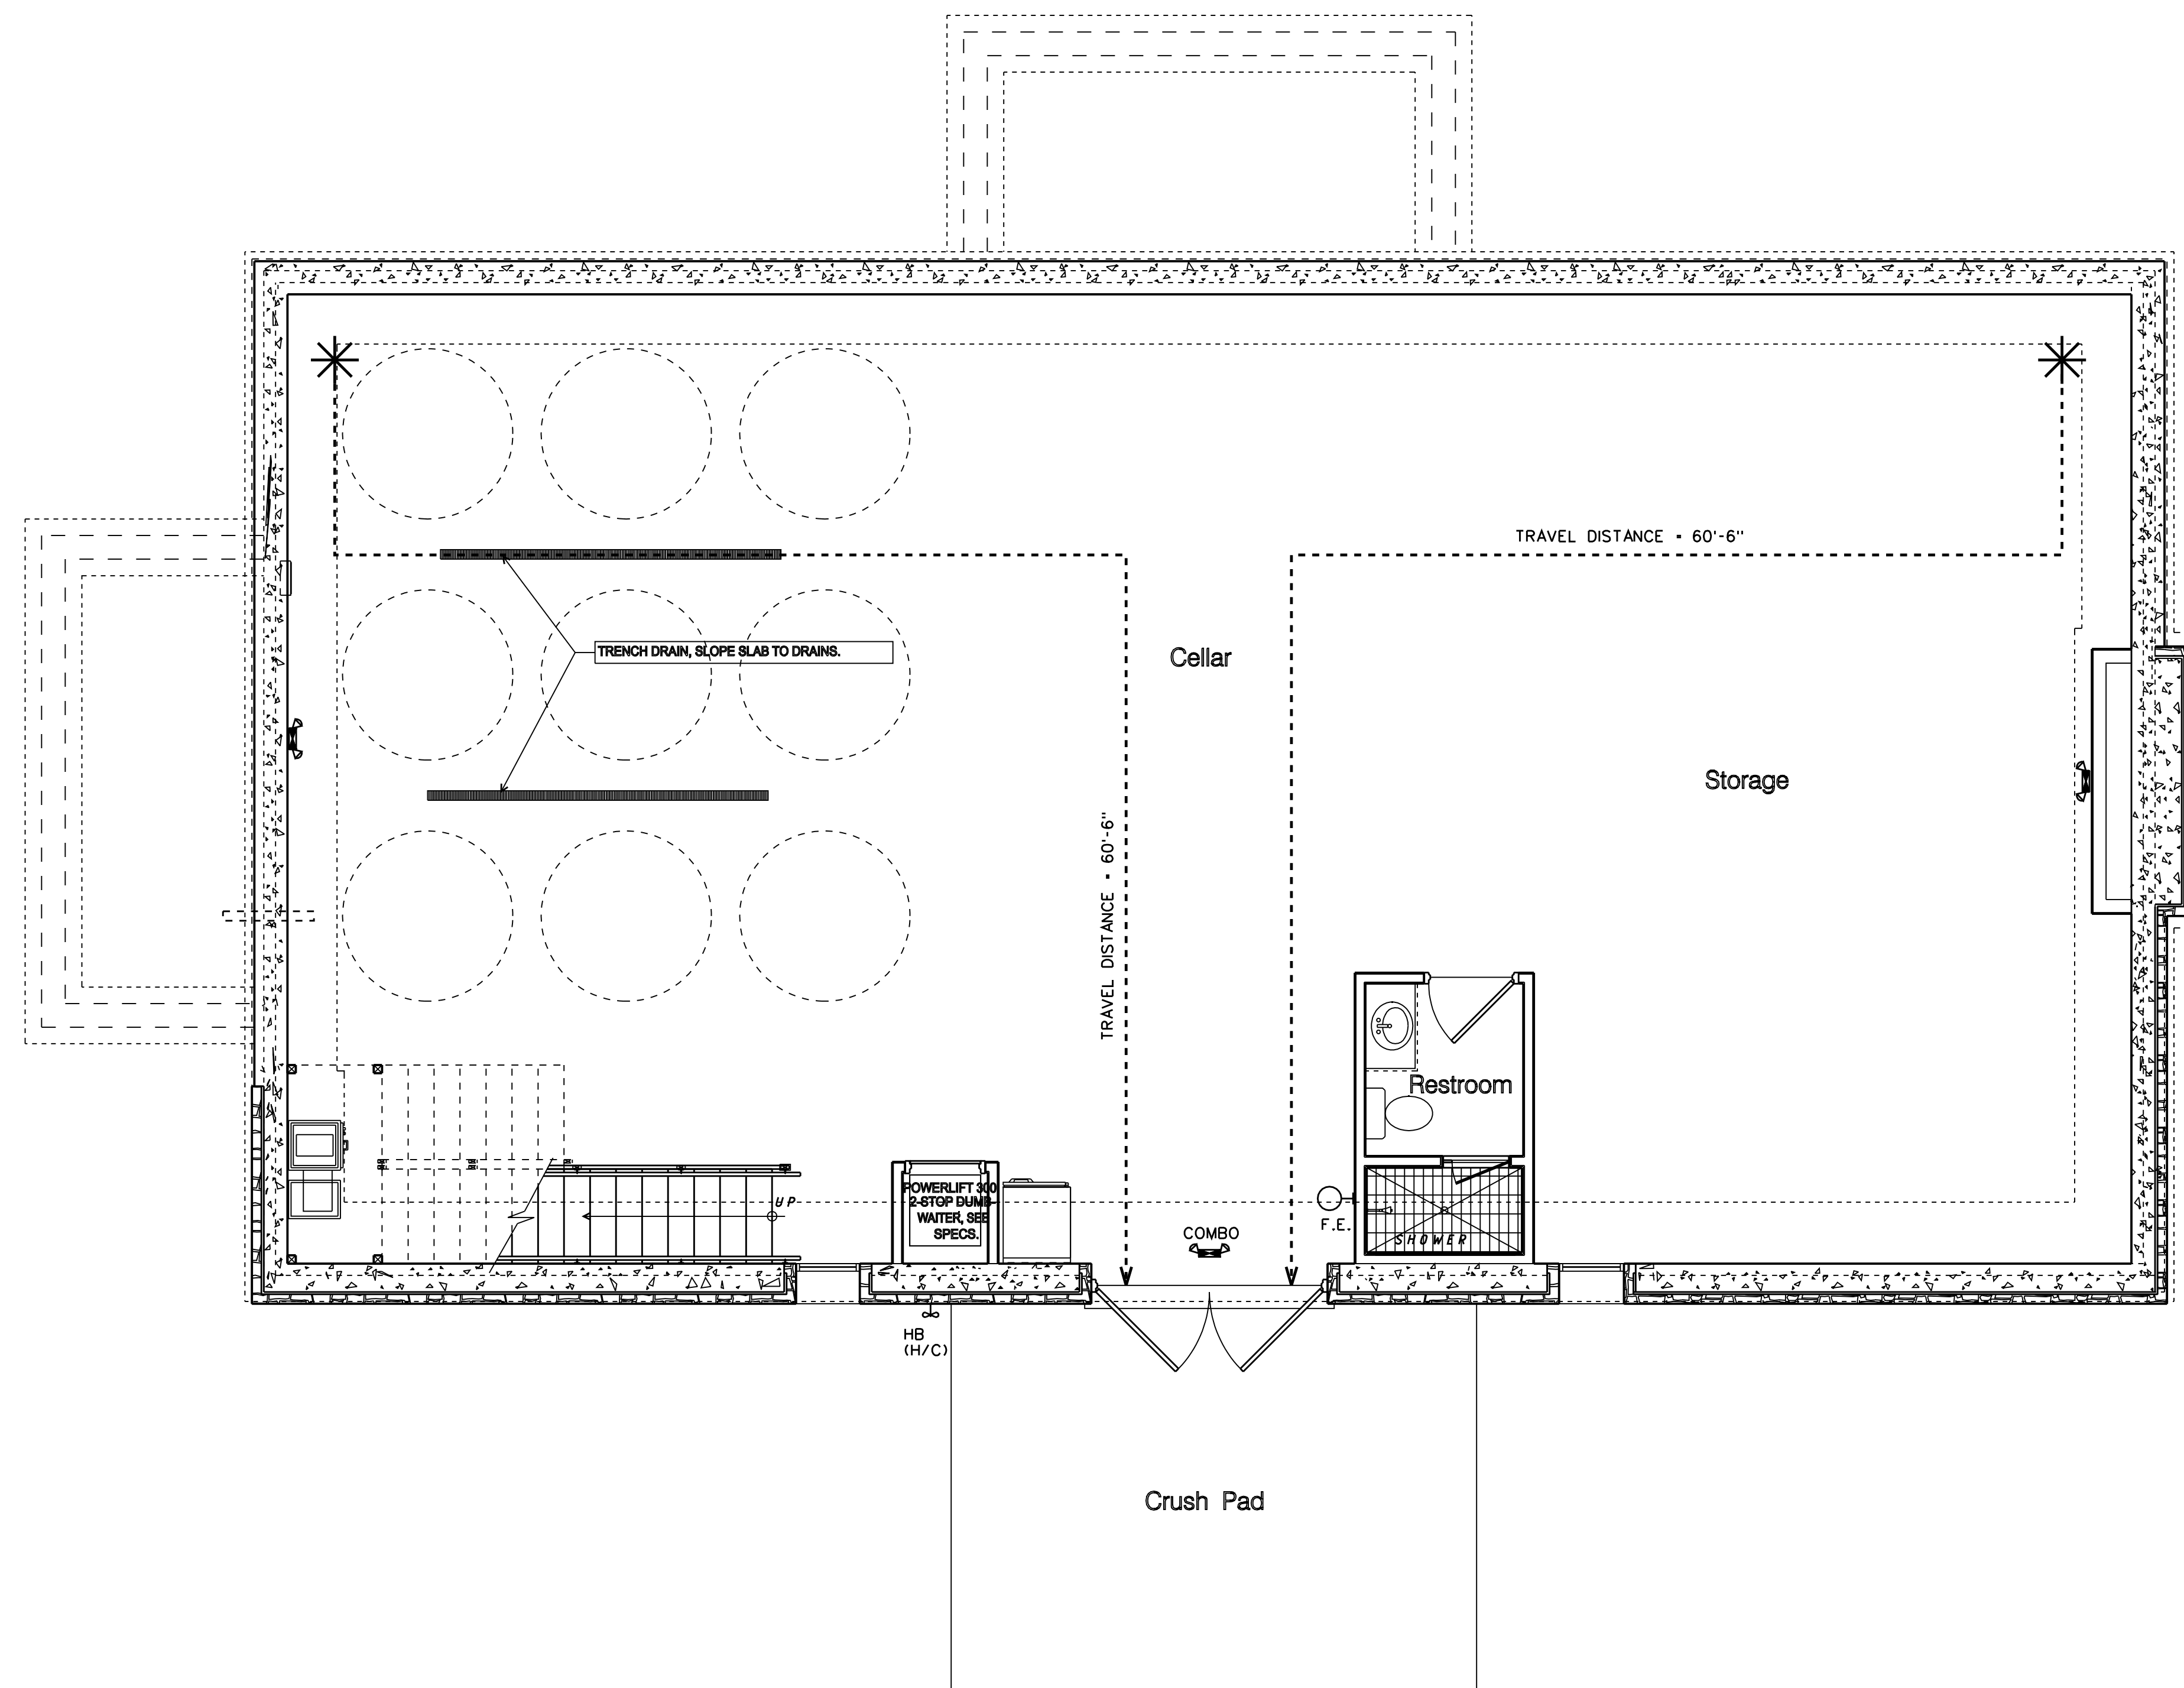 TRAVEL DISTANCE = 60'-6"
TRENCH DRAIN, SLOPE SLAB TO DRAINS.
Cellar
Storage
TRAVEL DISTANCE = 60'-6"
Restroom
UP
POWERLIFT 300
2-STOP DUMB-
WAITER, SEE
SPECS.
F.E.
COMBO
SHOWER
HB
(H/C)
Crush Pad